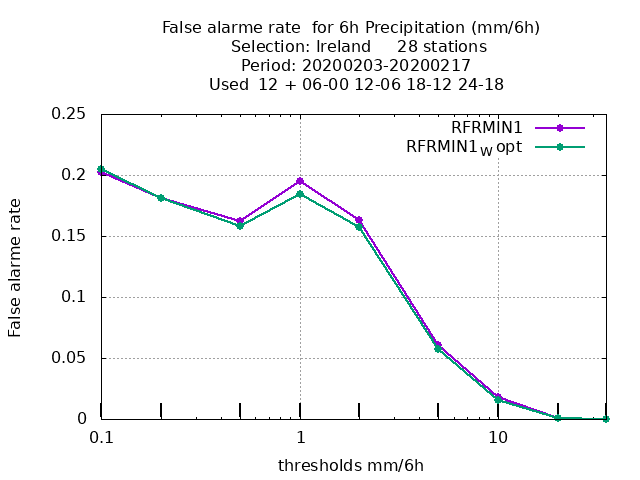 False alarme rate  for 6h Precipitation (mm/6h)
Selection: Ireland     28 stations
Period: 20200203-20200217
Used  12 + 06-00 12-06 18-12 24-18
RFRMIN1
RFRMIN1W opt
False alarme rate
0.25
0.2
0.15
0.1
0.05
0
0.1 1 10
thresholds mm/6h